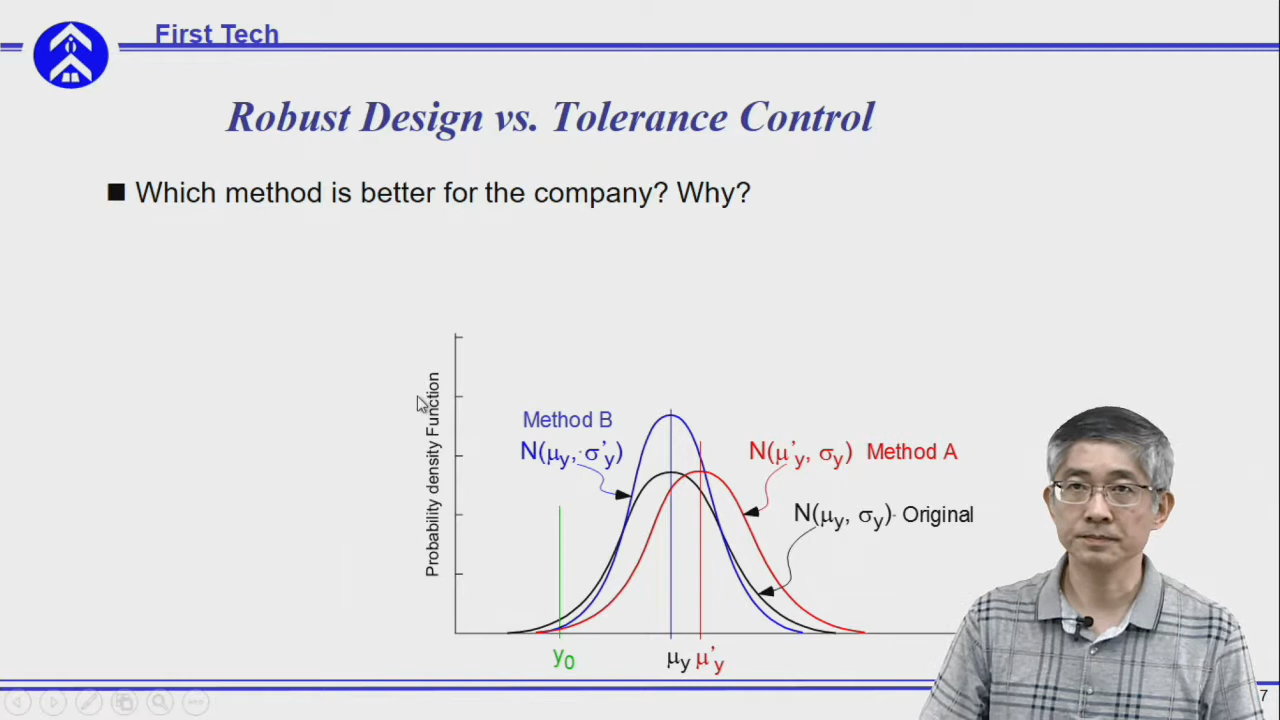 First Tech
Robust Design vs. Tolerance Control
Which method is better for the company? Why?
Probability density Function
Method B
N(μy, σ'y)
N(μ'y, σy) Method A
N(μy, σy) Original
y0
μy μ'y
7